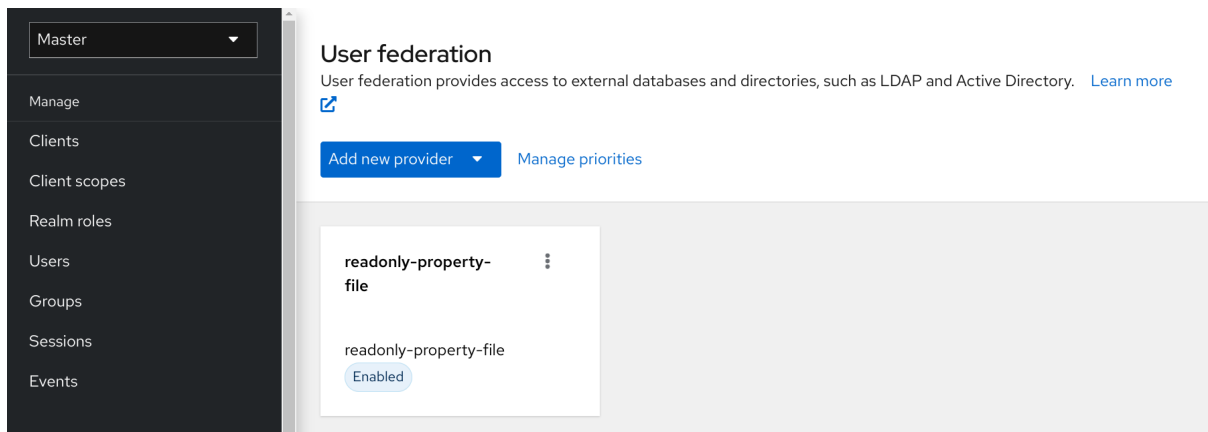 Master
Manage
Clients
Client scopes
Realm roles
Users
Groups
Sessions
Events
User federation
User federation provides access to external databases and directories, such as LDAP and Active Directory. Learn more
Add new provider Manage priorities
readonly-property-
file
readonly-property-file
Enabled